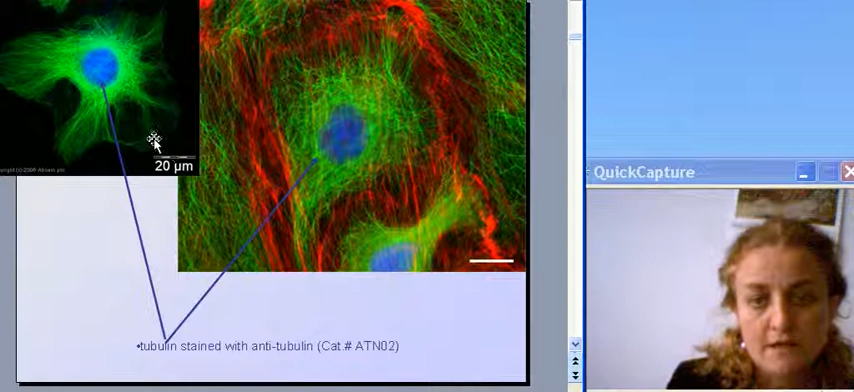 20 µm
QuickCapture
•tubulin stained with anti-tubulin (Cat.# ATN02)